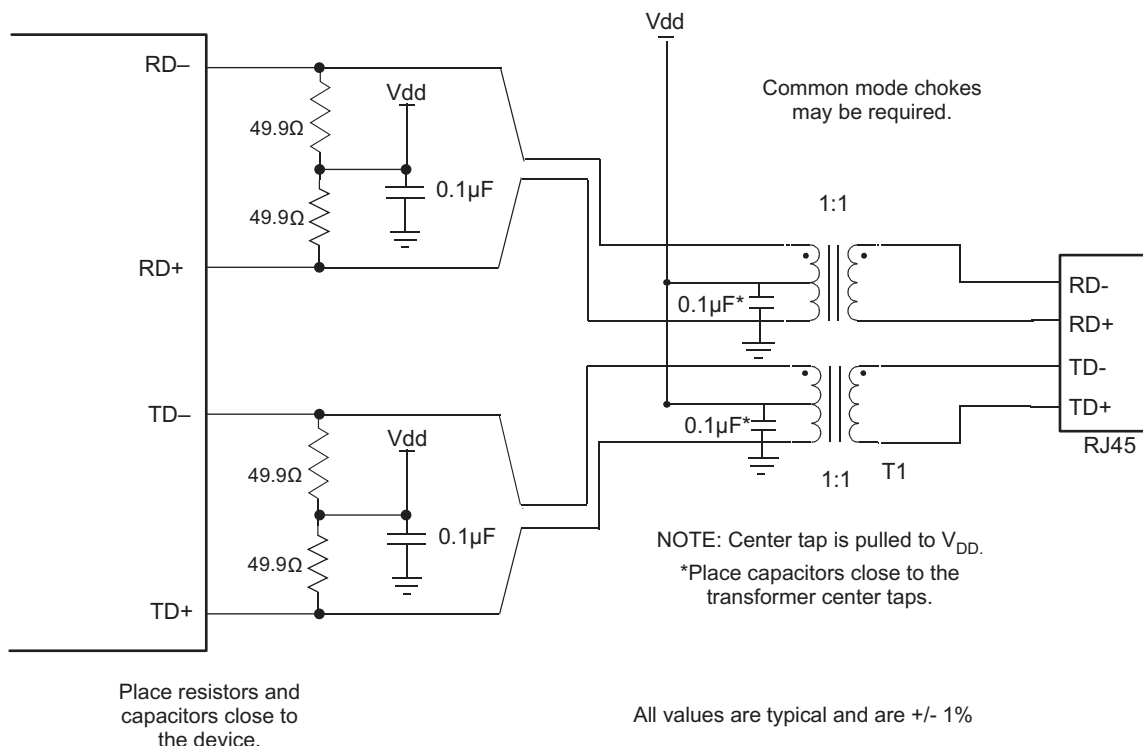 Vdd
RD–
Vdd
Common mode chokes
may be required.
49.9Ω
0.1µF
49.9Ω
1:1
RD+
RD-
0.1µF*
RD+
TD-
TD–
Vdd
0.1µF*
TD+
RJ45
49.9Ω
1:1
T1
0.1µF
NOTE: Center tap is pulled to VDD.
49.9Ω
*Place capacitors close to the
transformer center taps.
TD+
Place resistors and
capacitors close to
the device.
All values are typical and are +/- 1%